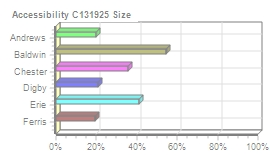 Accessibility C131925 Size
Andrews
Baldwin
Chester
Digby
Erie
Ferris
0% 20% 40% 60% 80% 100%